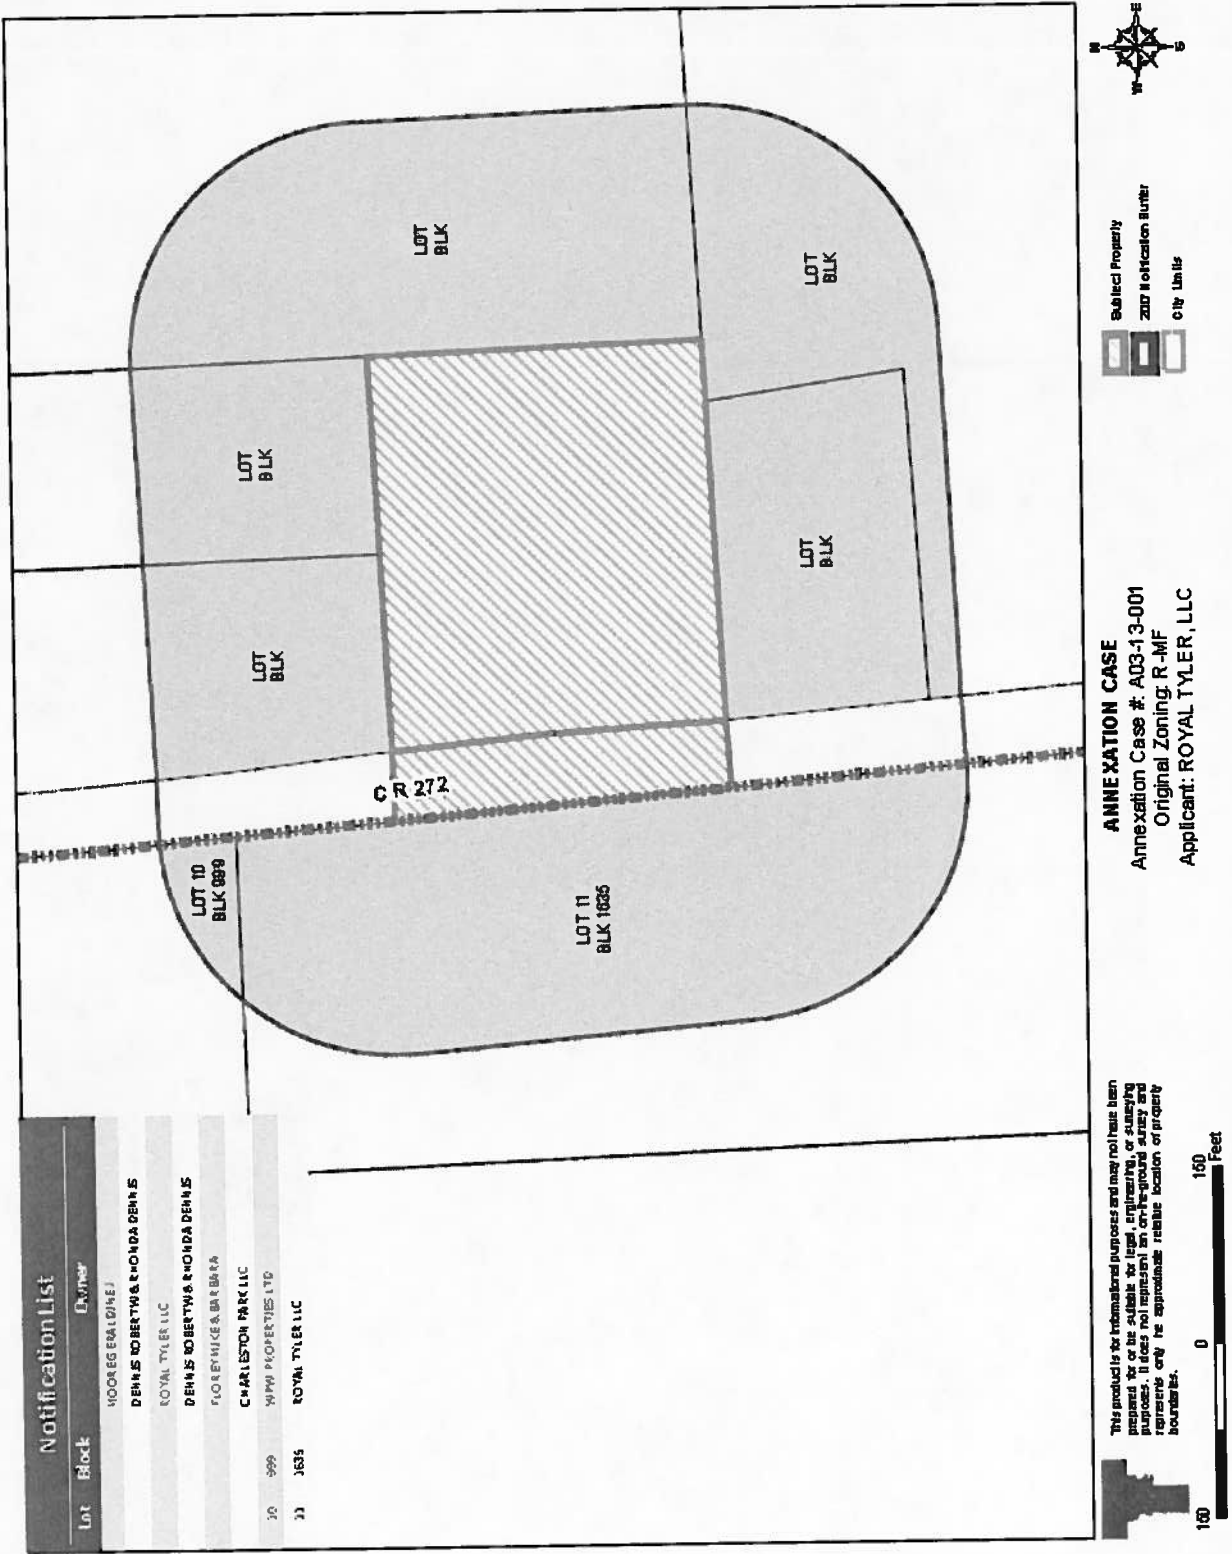 Notification List
Lot Block Owner
DENNIS ROBERT W & RHONDA DENNIS
ROYAL TYLER LLC
DENNIS ROBERT W & RHONDA DENNIS
FLOREY MICE & BARBARA
CHARLESTON PARK LLC
10 999 PROPERTIES LTD
11 1635 ROYAL TYLER LLC
LOT 10
BLK 999
C R 272
LOT
BLK
LOT
BLK
LOT
BLK
LOT 11
BLK 1635
LOT
BLK
LOT
BLK
This product is for informational purposes and may not have been
prepared for or be suitable for legal, engineering, or surveying
purposes. It does not represent an on-the-ground survey and
represents only the approximate relative location of property
boundaries.
150 0 150
Feet
ANNEXATION CASE
Annexation Case #: A03-13-001
Original Zoning: R-MF
Applicant: ROYAL TYLER, LLC
Subject Property
200' Notification Buffer
City Limits
N
W E
S